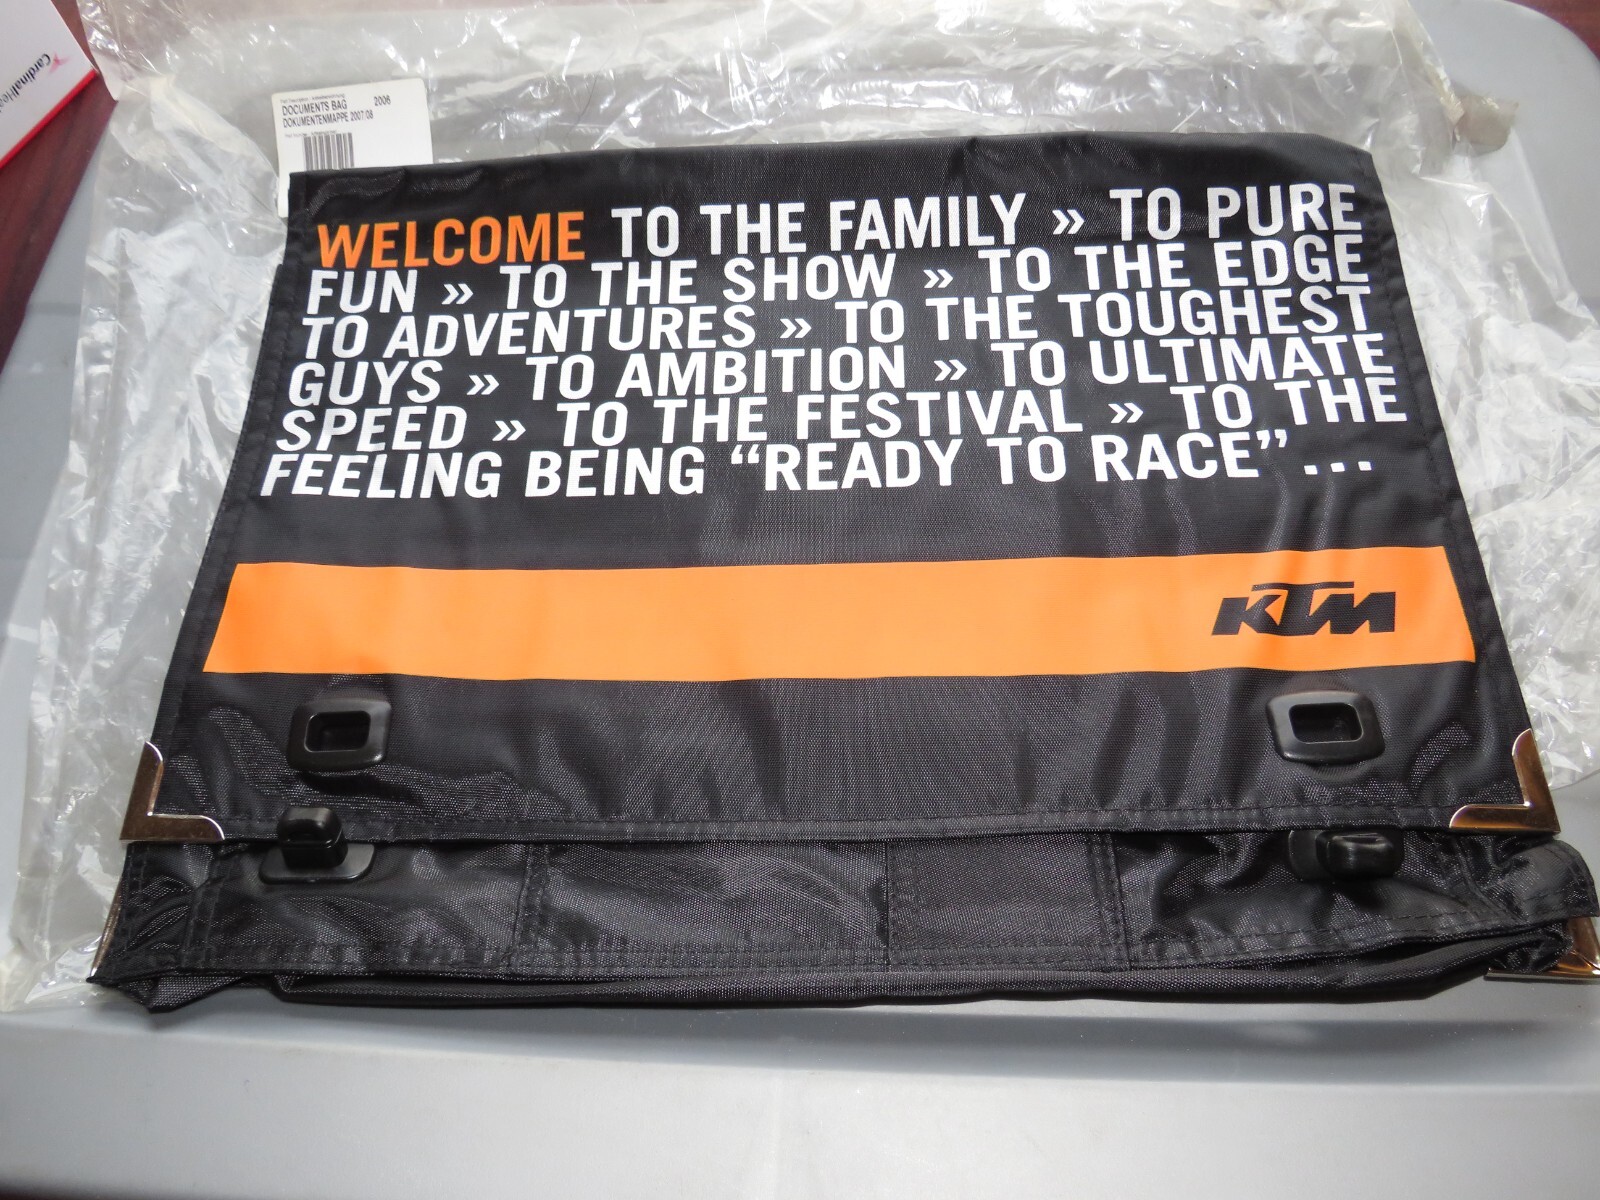 CardinalHea
DOCUMENTS BAG 2006
DOKUMENTENMAPPE 2007/08
WELCOME TO THE FAMILY » TO PURE
FUN » TO THE SHOW » TO THE EDGE
TO ADVENTURES » TO THE TOUGHEST
GUYS » TO AMBITION » TO ULTIMATE
SPEED » TO THE FESTIVAL » TO THE
FEELING BEING “READY TO RACE”...
KTM